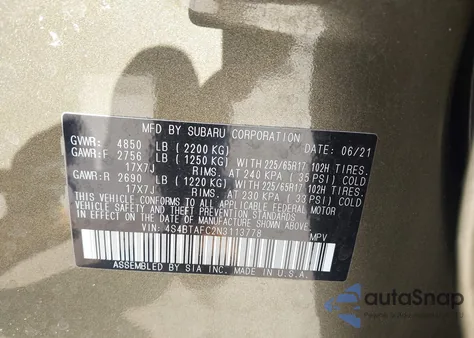 MFD BY SUBARU CORPORATION
GVWR: 4850 LB (2200 KG) DATE: 06/21
GAWR:F 2756 LB (1250 KG) WITH 225/65R17 102H TIRES,
17X7J RIMS. AT 240 KPA ( 35 PSI) COLD
GAWR:R 2690 LB (1220 KG) WITH 225/65R17 102H TIRES,
17X7J RIMS. AT 230 KPA ( 33 PSI) COLD
THIS VEHICLE CONFORMS TO ALL APPLICABLE FEDERAL MOTOR
VEHICLE SAFETY, BUMPER, AND THEFT PREVENTION STANDARDS
IN EFFECT ON THE DATE OF MANUFACTURE SHOWN ABOVE.
VIN: 4S4BTAFC2N3113778 MPV
ASSEMBLED BY SIA INC. MADE IN U.S.A.
autoSnap